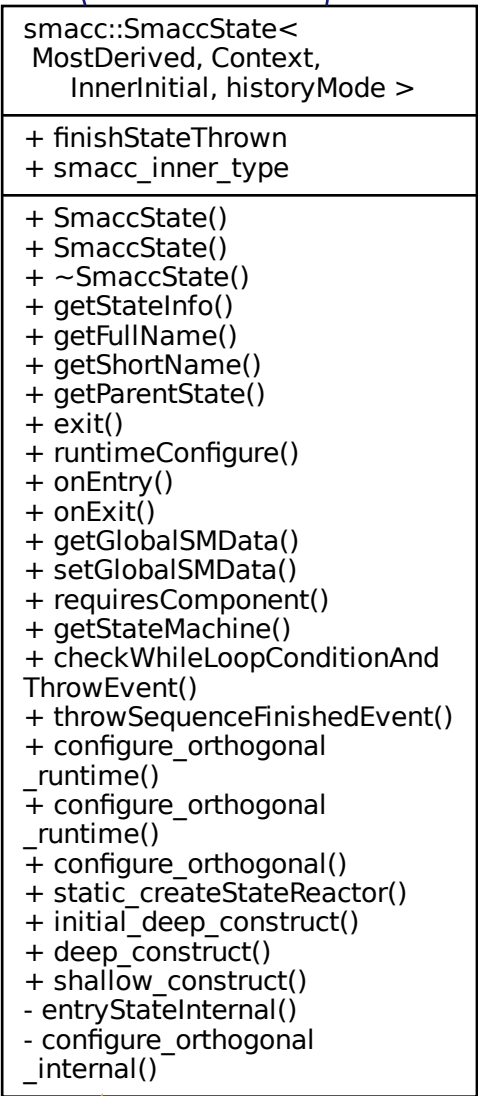 smacc::SmaccState<
MostDerived, Context,
InnerInitial, historyMode >
+ finishStateThrown
+ smacc_inner_type
+ SmaccState()
+ SmaccState()
+ ~SmaccState()
+ getStateInfo()
+ getFullName()
+ getShortName()
+ getParentState()
+ exit()
+ runtimeConfigure()
+ onEntry()
+ onExit()
+ getGlobalSMData()
+ setGlobalSMData()
+ requiresComponent()
+ getStateMachine()
+ checkWhileLoopConditionAnd
ThrowEvent()
+ throwSequenceFinishedEvent()
+ configure_orthogonal
_runtime()
+ configure_orthogonal
_runtime()
+ configure_orthogonal()
+ static_createStateReactor()
+ initial_deep_construct()
+ deep_construct()
+ shallow_construct()
- entryStateInternal()
- configure_orthogonal
_internal()